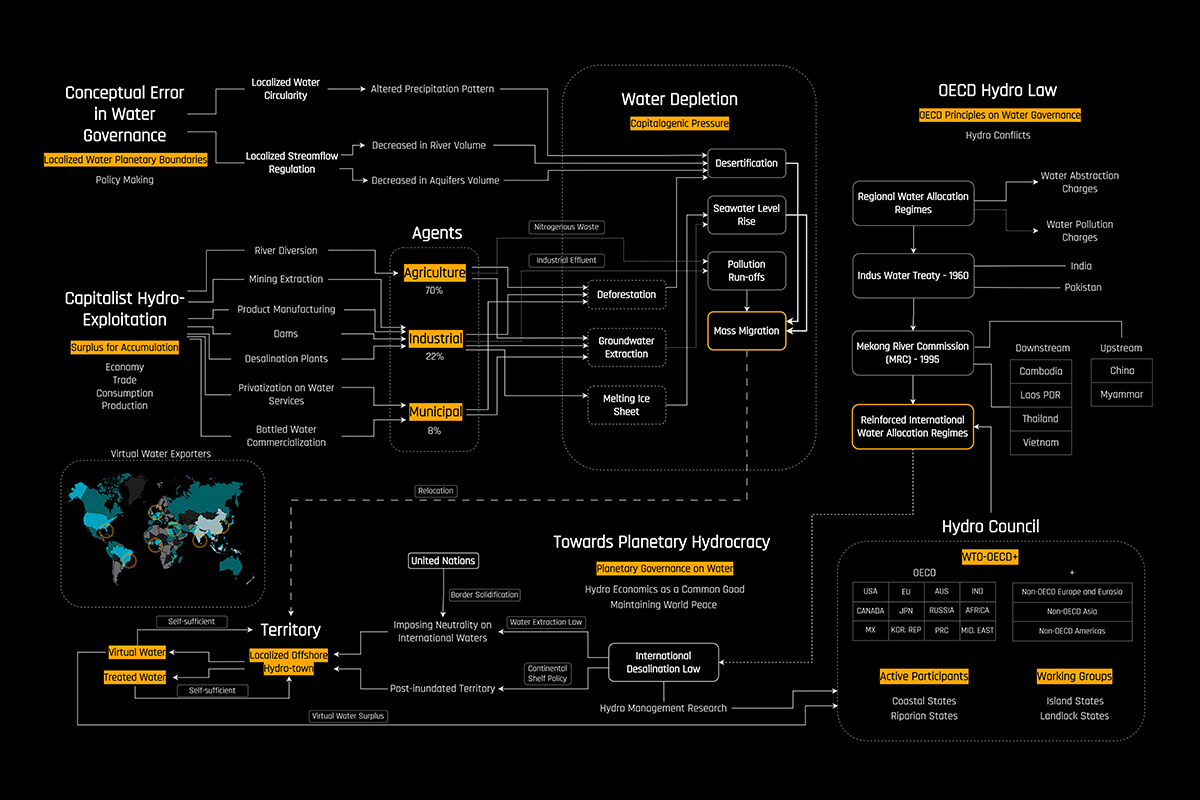 Conceptual Error
in Water
Governance
Localized Water Planetary Boundaries
Policy Making
Localized Water
Circularity
Altered Precipitation Pattern
Localized Streamflow
Regulation
Decreased in River Volume
Decreased in Aquifers Volume
Capitalist Hydro-
Exploitation
Surplus for Accumulation
Economy
Trade
Consumption
Production
River Diversion
Mining Extraction
Product Manufacturing
Dams
Desalination Plants
Privatization on Water
Services
Bottled Water
Commercialization
Agents
Agriculture
70%
Industrial
22%
Municipal
8%
Nitrogenous Waste
Industrial Effluent
Water Depletion
Capitalogenic Pressure
Desertification
Seawater Level
Rise
Pollution
Run-offs
Mass Migration
Deforestation
Groundwater
Extraction
Melting Ice
Sheet
OECD Hydro Law
OECD Principles on Water Governance
Hydro Conflicts
Regional Water Allocation
Regimes
Water Abstraction
Charges
Water Pollution
Charges
Indus Water Treaty - 1960
India
Pakistan
Mekong River Commission
(MRC) - 1995
Downstream
Cambodia
Laos PDR
Thailand
Vietnam
Upstream
China
Myanmar
Reinforced International
Water Allocation Regimes
Virtual Water Exporters
Relocation
Towards Planetary Hydrocracy
Planetary Governance on Water
Hydro Economics as a Common Good
Maintaining World Peace
United Nations
Border Solidification
Imposing Neutrality on
International Waters
Water Extraction Law
International
Desalination Law
Continental
Shelf Policy
Post-inundated Territory
Hydro Management Research
Territory
Localized Offshore
Hydro-town
Self-sufficient
Virtual Water
Treated Water
Self-sufficient
Virtual Water Surplus
Hydro Council
WTO-OECD+
OECD
USA EU AUS IND
CANADA JPN RUSSIA AFRICA
MX KOR. REP PRC MID. EAST
+
Non-OECD Europe and Eurasia
Non-OECD Asia
Non-OECD Americas
Active Participants
Coastal States
Riparian States
Working Groups
Island States
Landlock States